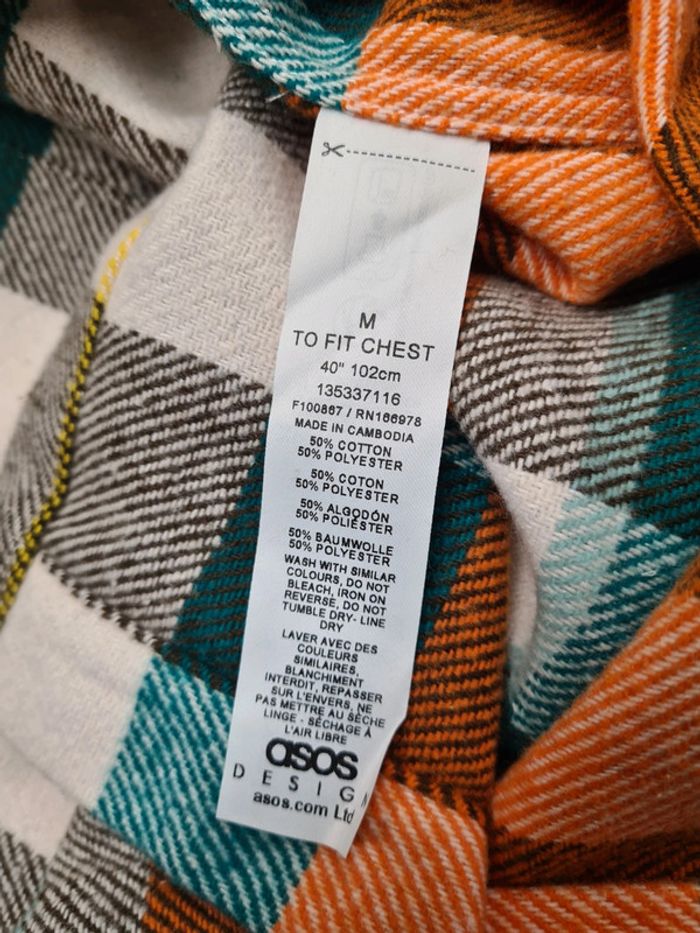 M
TO FIT CHEST
40" 102cm
135337116
F100867 / RN166978
MADE IN CAMBODIA
50% COTTON
50% POLYESTER
50% COTON
50% POLYESTER
50% ALGODÓN
50% POLIÉSTER
50% BAUMWOLLE
50% POLYESTER
WASH WITH SIMILAR
COLOURS, DO NOT
BLEACH, IRON ON
REVERSE, DO NOT
TUMBLE DRY- LINE
DRY
LAVER AVEC DES
COULEURS
SIMILAIRES,
BLANCHIMENT
INTERDIT, REPASSER
SUR L'ENVERS, NE
PAS METTRE AU SÈCHE
LINGE - SÉCHAGE À
L'AIR LIBRE
asos
DESIGN
asos.com Ltd